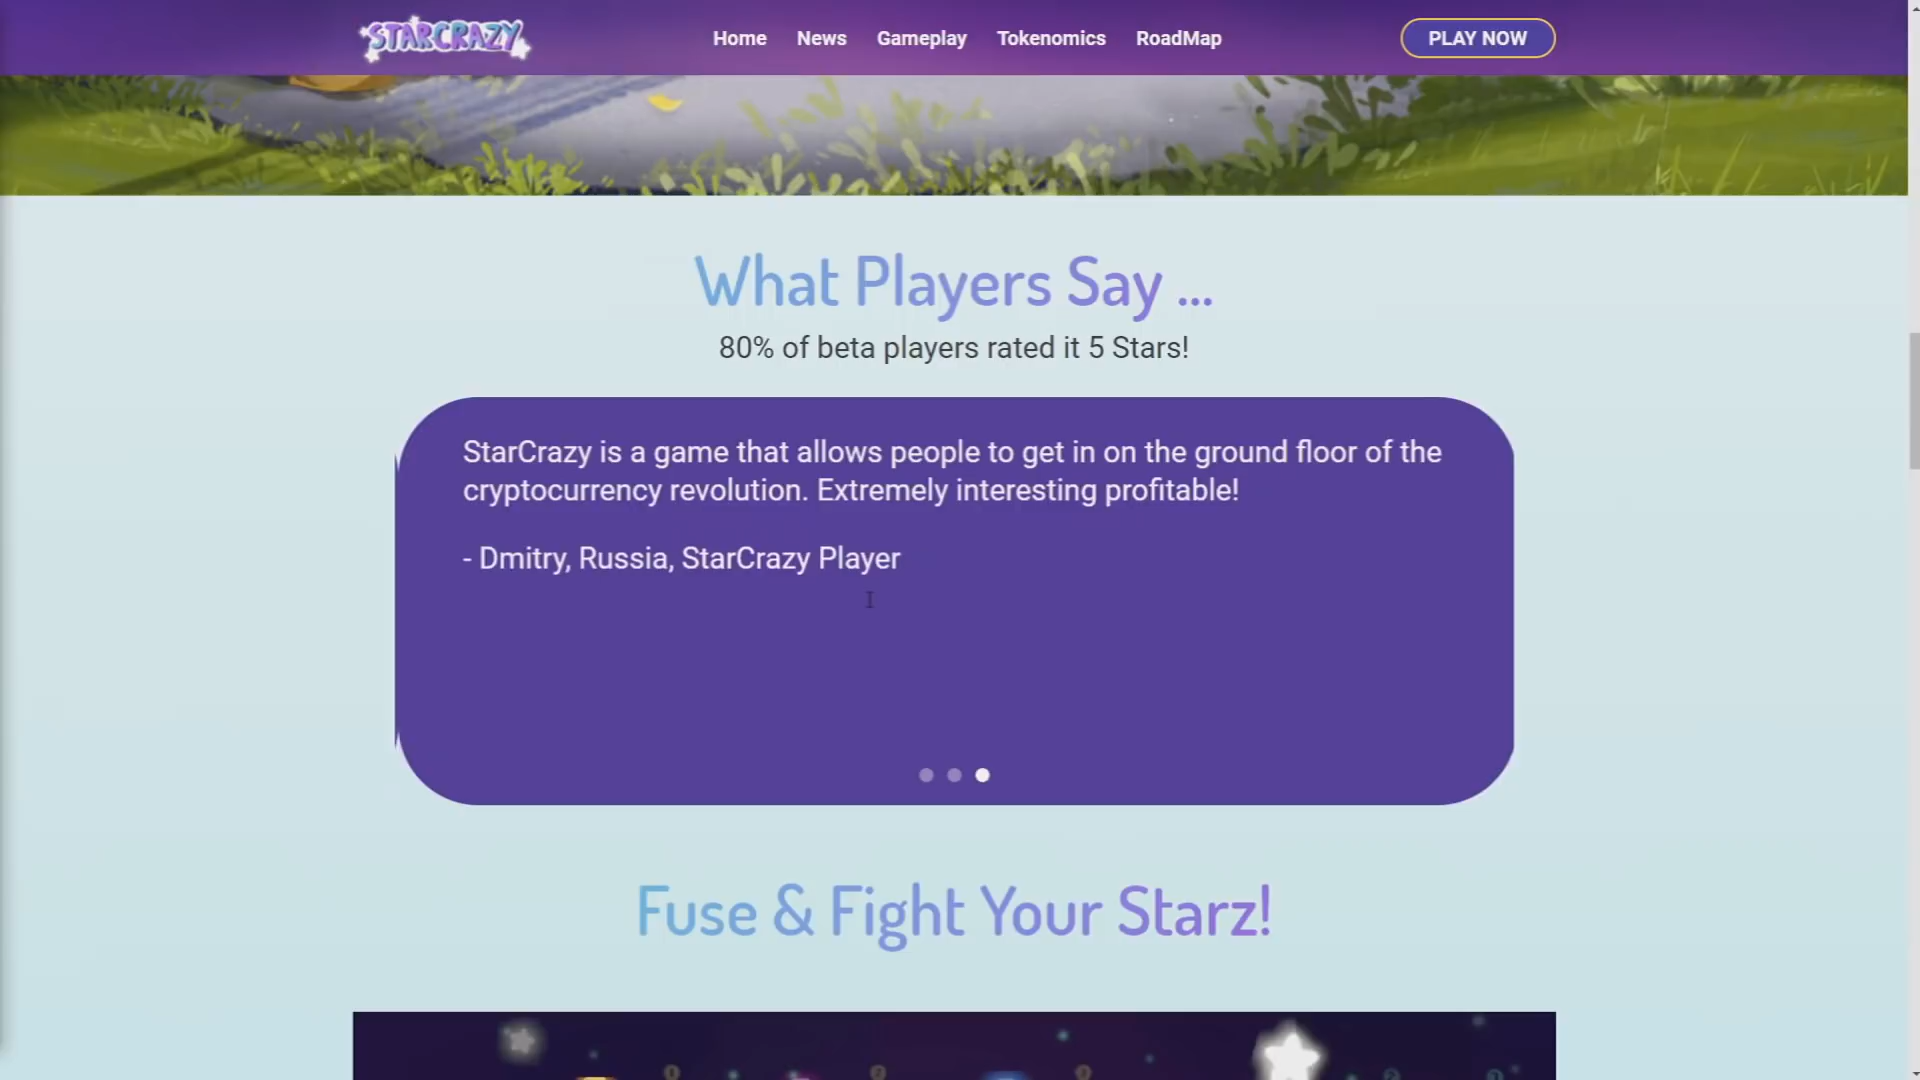 STARCRAZY
Home News Gameplay Tokenomics RoadMap
PLAY NOW
What Players Say ...
80% of beta players rated it 5 Stars!
StarCrazy is a game that allows people to get in on the ground floor of the
cryptocurrency revolution. Extremely interesting profitable!
- Dmitry, Russia, StarCrazy Player
Fuse & Fight Your Starz!